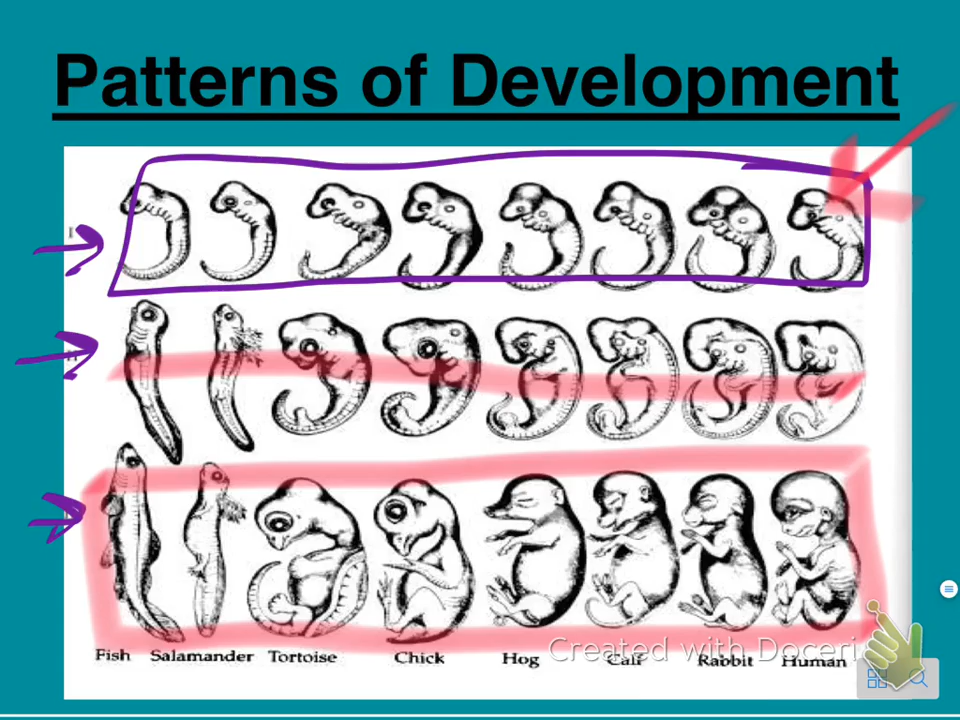 Patterns of Development
I
Created with Doceri
Fish Salamander Tortoise Chick Hog Calf Rabbit Human